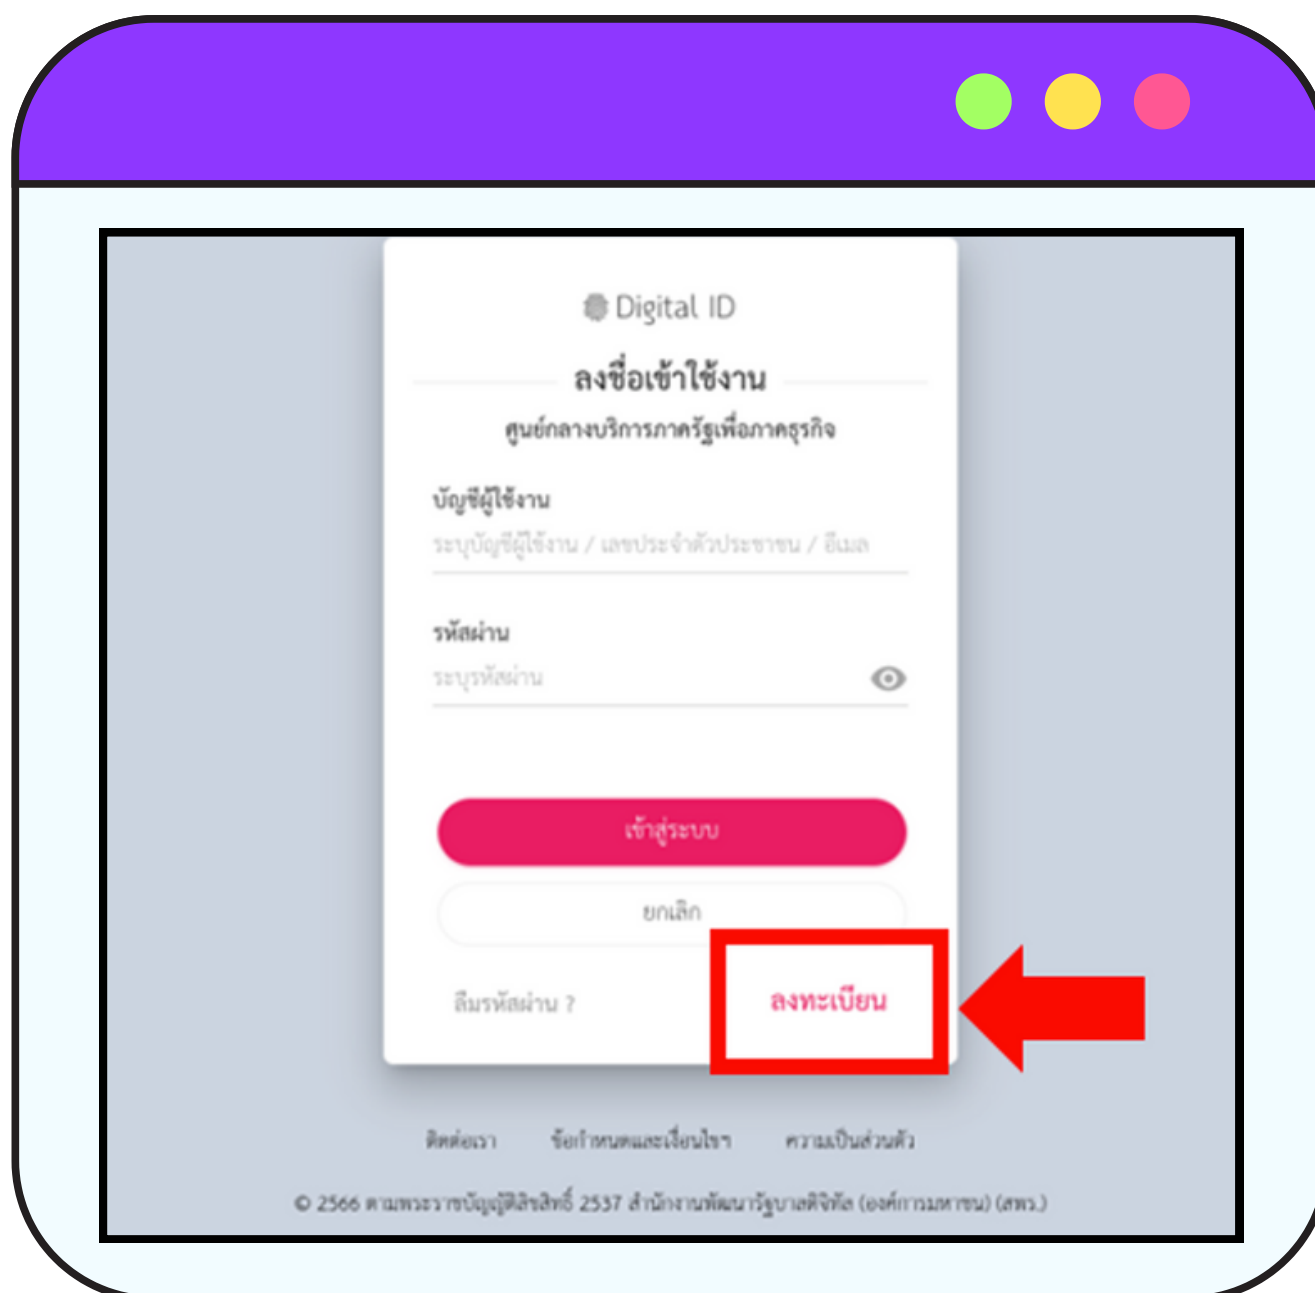 Digital ID
ลงชื่อเข้าใช้งาน
ศูนย์กลางบริการภาครัฐเพื่อภาคธุรกิจ
บัญชีผู้ใช้งาน
ระบุบัญชีผู้ใช้งาน / เลขประจำตัวประชาชน / อีเมล
รหัสผ่าน
ระบุรหัสผ่าน
เข้าสู่ระบบ
ยกเลิก
ลืมรหัสผ่าน ? ลงทะเบียน
ติดต่อเรา ข้อกำหนดและเงื่อนไขฯ ความเป็นส่วนตัว
© 2566 ตามพระราชบัญญัติลิขสิทธิ์ 2537 สำนักงานพัฒนารัฐบาลดิจิทัล (องค์การมหาชน) (สพร.)